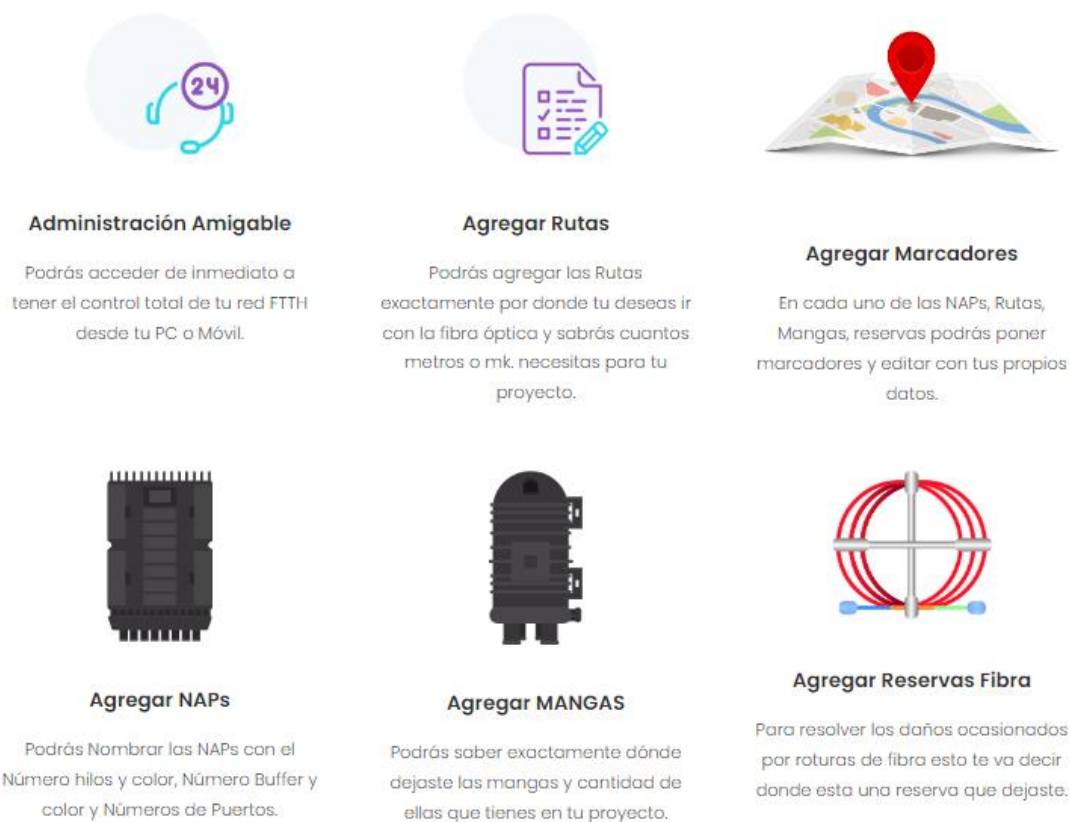 24
Administración Amigable
Podrás acceder de inmediato a
tener el control total de tu red FTTH
desde tu PC o Móvil.
Agregar Rutas
Podrás agregar las Rutas
exactamente por donde tu deseas ir
con la fibra óptica y sabrás cuantos
metros o mk. necesitas para tu
proyecto.
Agregar Marcadores
En cada uno de las NAPs, Rutas,
Mangas, reservas podrás poner
marcadores y editar con tus propios
datos.
Agregar NAPs
Podrás Nombrar las NAPs con el
Número hilos y color, Número Buffer y
color y Números de Puertos.
Agregar MANGAS
Podrás saber exactamente dónde
dejaste las mangas y cantidad de
ellas que tienes en tu proyecto.
Agregar Reservas Fibra
Para resolver los daños ocasionados
por roturas de fibra esto te va decir
donde esta una reserva que dejaste.